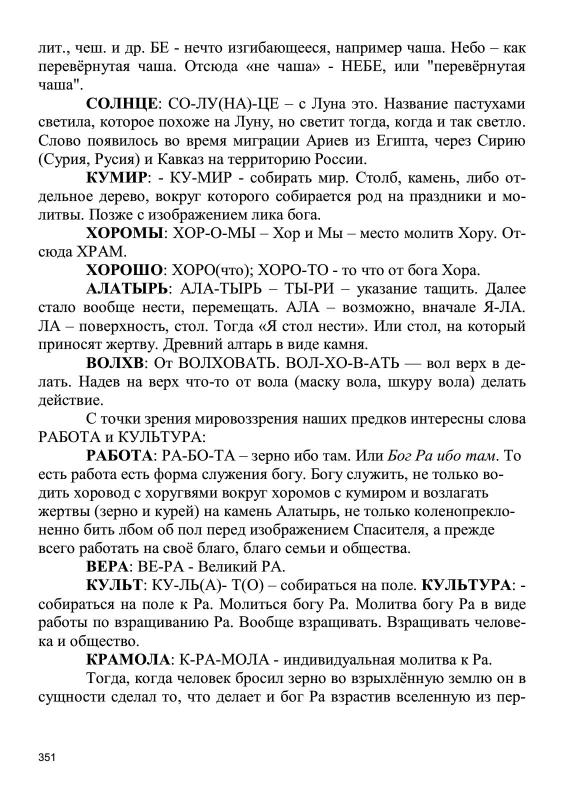 лит., чеш. и др. БЕ - нечто изгибающееся, например чаша. Небо – как
перевёрнутая чаша. Отсюда «не чаша» - НЕБЕ, или "перевёрнутая
чаша".
СОЛНЦЕ: СО-ЛУ(НА)-ЦЕ – с Луна это. Название пастухами
светила, которое похоже на Луну, но светит тогда, когда и так светло.
Слово появилось во время миграции Ариев из Египта, через Сирию
(Сурия, Русия) и Кавказ на территорию России.
КУМИР: - КУ-МИР - собирать мир. Столб, камень, либо от-
дельное дерево, вокруг которого собирается род на праздники и мо-
литвы. Позже с изображением лика бога.
ХОРОМЫ: ХОР-О-МЫ – Хор и Мы – место молитв Хору. От-
сюда ХРАМ.
ХОРОШО: ХОРО(что); ХОРО-ТО - то что от бога Хора.
АЛАТЫРЬ: АЛА-ТЫРЬ – ТЫ-РИ – указание тащить. Далее
стало вообще нести, перемещать. АЛА – возможно, вначале Я-ЛА.
ЛА – поверхность, стол. Тогда «Я стол нести». Или стол, на который
приносят жертву. Древний алтарь в виде камня.
ВОЛХВ: От ВОЛХОВАТЬ. ВОЛ-ХО-В-АТЬ — вол верх в де-
лать. Надев на верх что-то от вола (маску вола, шкуру вола) делать
действие.
С точки зрения мировоззрения наших предков интересны слова
РАБОТА и КУЛЬТУРА:
РАБОТА: РА-БО-ТА – зерно ибо там. Или Бог Ра ибо там. То
есть работа есть форма служения богу. Богу служить, не только во-
дить хоровод с хоругвями вокруг хоромов с кумиром и возлагать
жертвы (зерно и курей) на камень Алатырь, не только коленопрекло-
ненно бить лбом об пол перед изображением Спасителя, а прежде
всего работать на своё благо, благо семьи и общества.
ВЕРА: ВЕ-РА - Великий РА.
КУЛЬТ: КУ-ЛЬ(А)- Т(О) – собираться на поле. КУЛЬТУРА: -
собираться на поле к Ра. Молиться богу Ра. Молитва богу Ра в виде
работы по взращиванию Ра. Вообще взращивать. Взращивать челове-
ка и общество.
КРАМОЛА: К-РА-МОЛА - индивидуальная молитва к Ра.
Тогда, когда человек бросил зерно во взрыхлённую землю он в
сущности сделал то, что делает и бог Ра взрастив вселенную из пер-
351